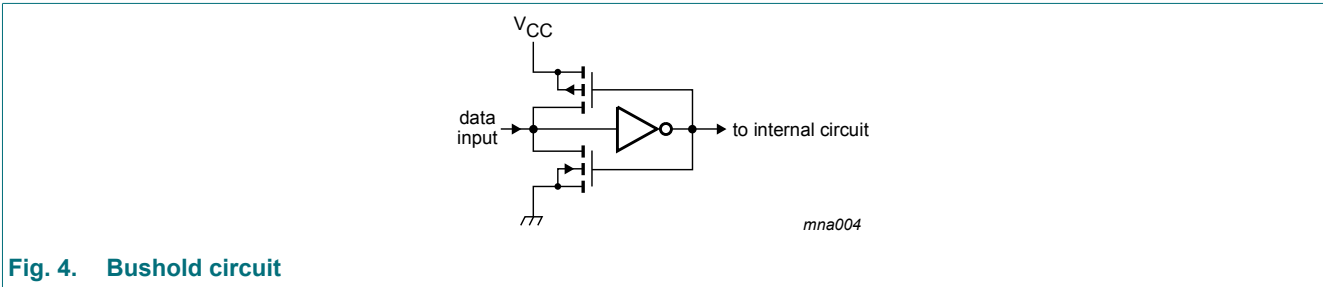 VCC
data
input
to internal circuit
mna004
Fig. 4. Bushold circuit